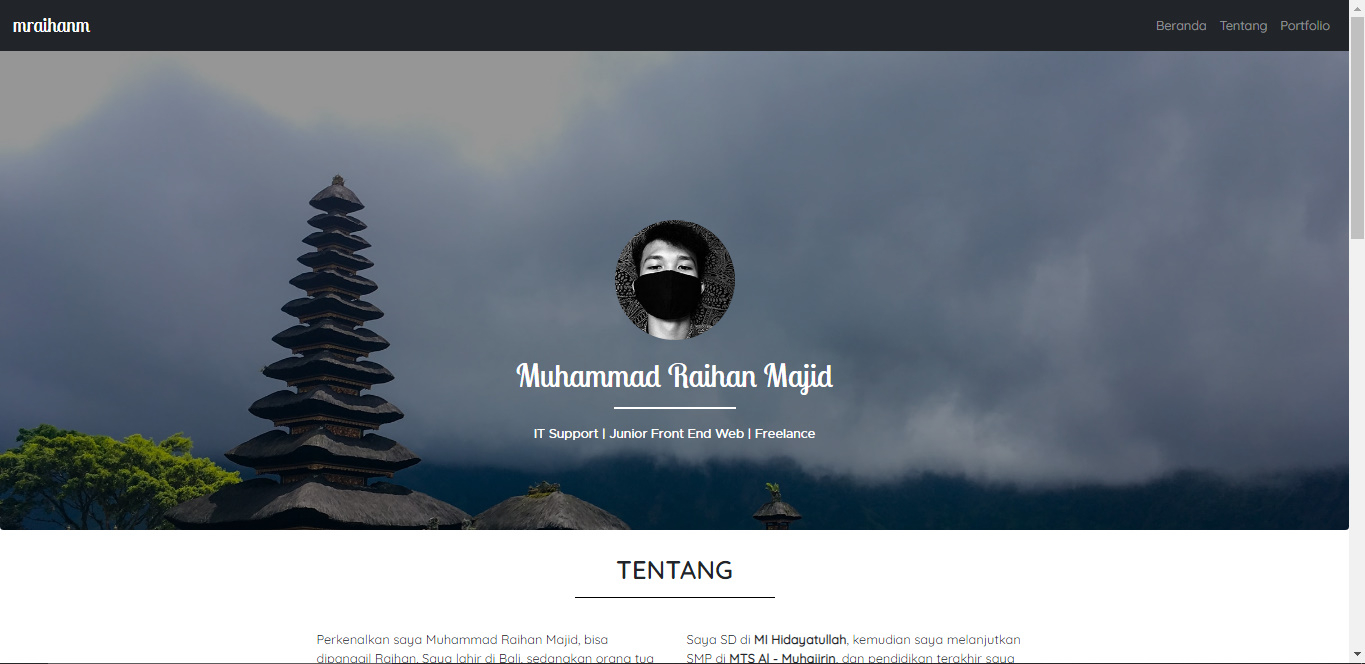 mraihanm
Beranda Tentang Portfolio
Muhammad Raihan Majid
IT Support | Junior Front End Web | Freelance
TENTANG
Perkenalkan saya Muhammad Raihan Majid, bisa
dipanggil Raihan. Saya lahir di Bali, sedangkan orang tua
Saya SD di MI Hidayatullah, kemudian saya melanjutkan
SMP di MTS Al - Muhajirin, dan pendidikan terakhir saya